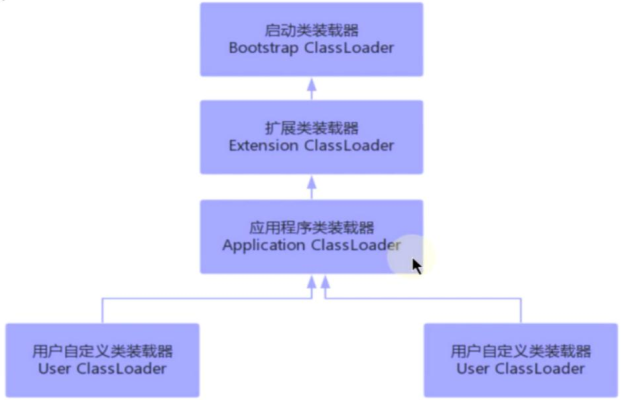 启动类装载器
Bootstrap ClassLoader
扩展类装载器
Extension ClassLoader
应用程序类装载器
Application ClassLoader
用户自定义类装载器
User ClassLoader
用户自定义类装载器
User ClassLoader